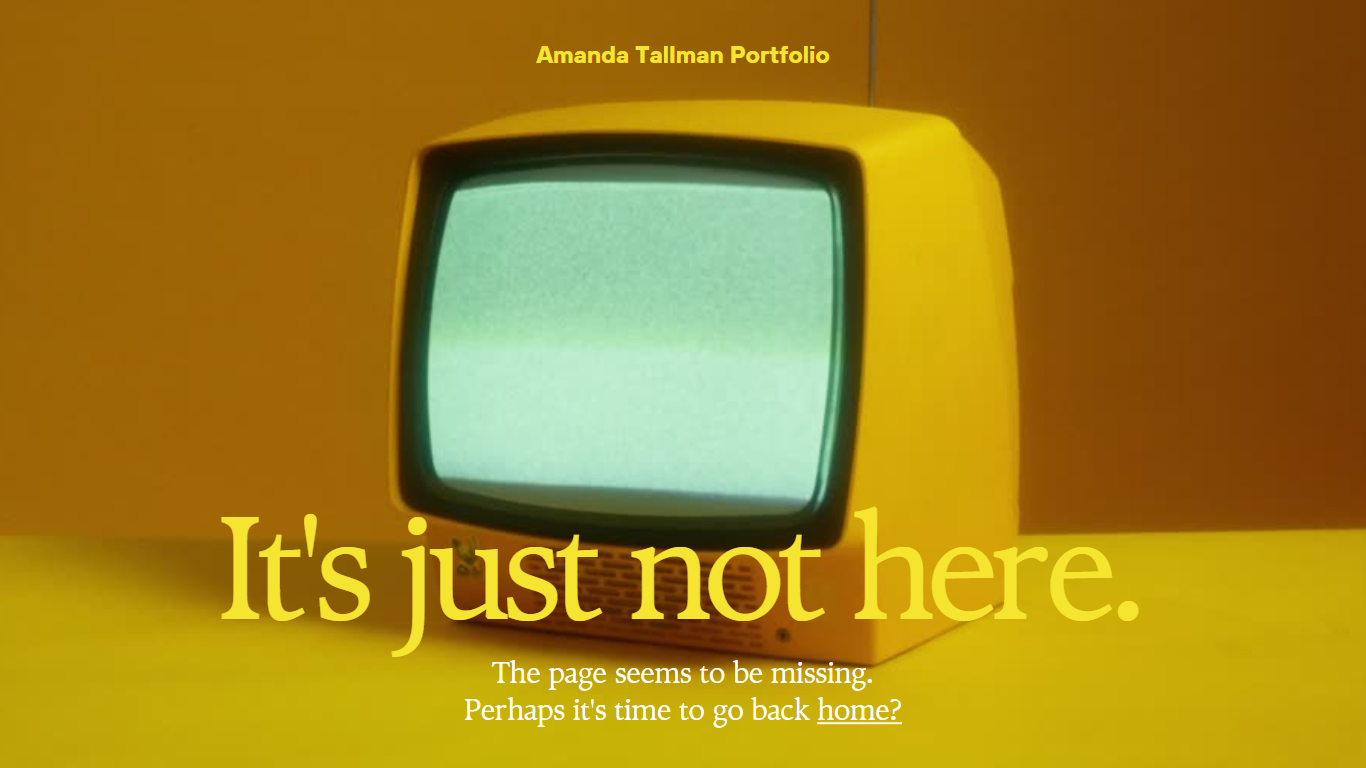 Amanda Tallman Portfolio
It's just not here.
The page seems to be missing.
Perhaps it's time to go back home?